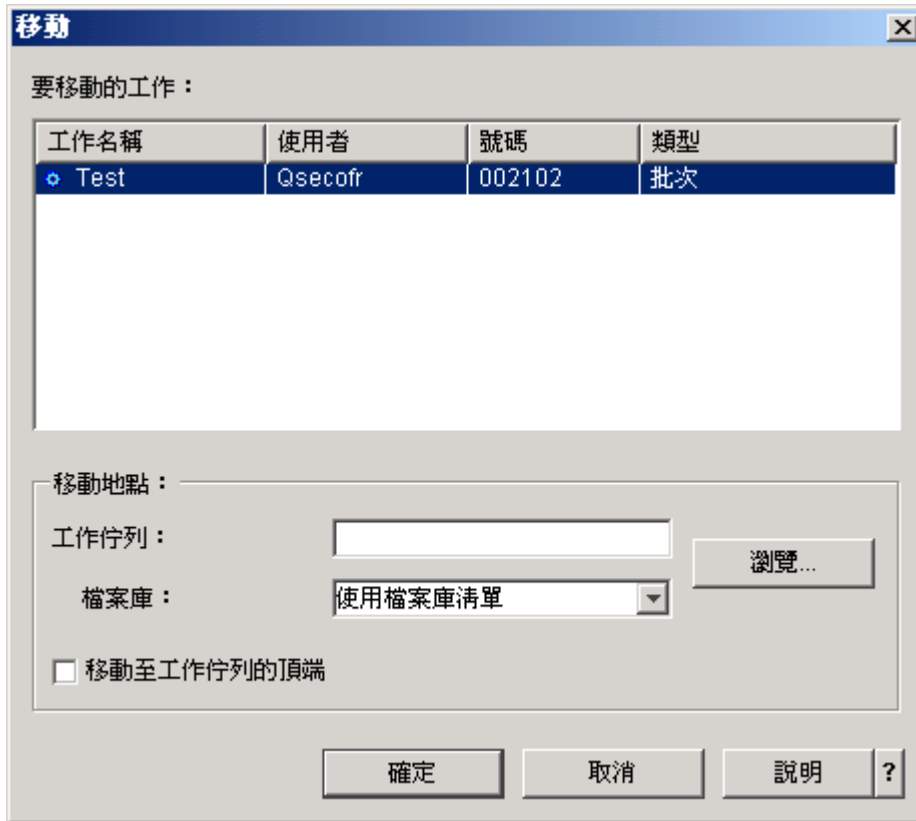 移動
要移動的工作：
工作名稱 使用者 號碼 類型
Test Qsecofr 002102 批次
移動地點：
工作佇列：
瀏覽...
檔案庫： 使用檔案庫清單
移動至工作佇列的頂端
確定 取消 說明 ?